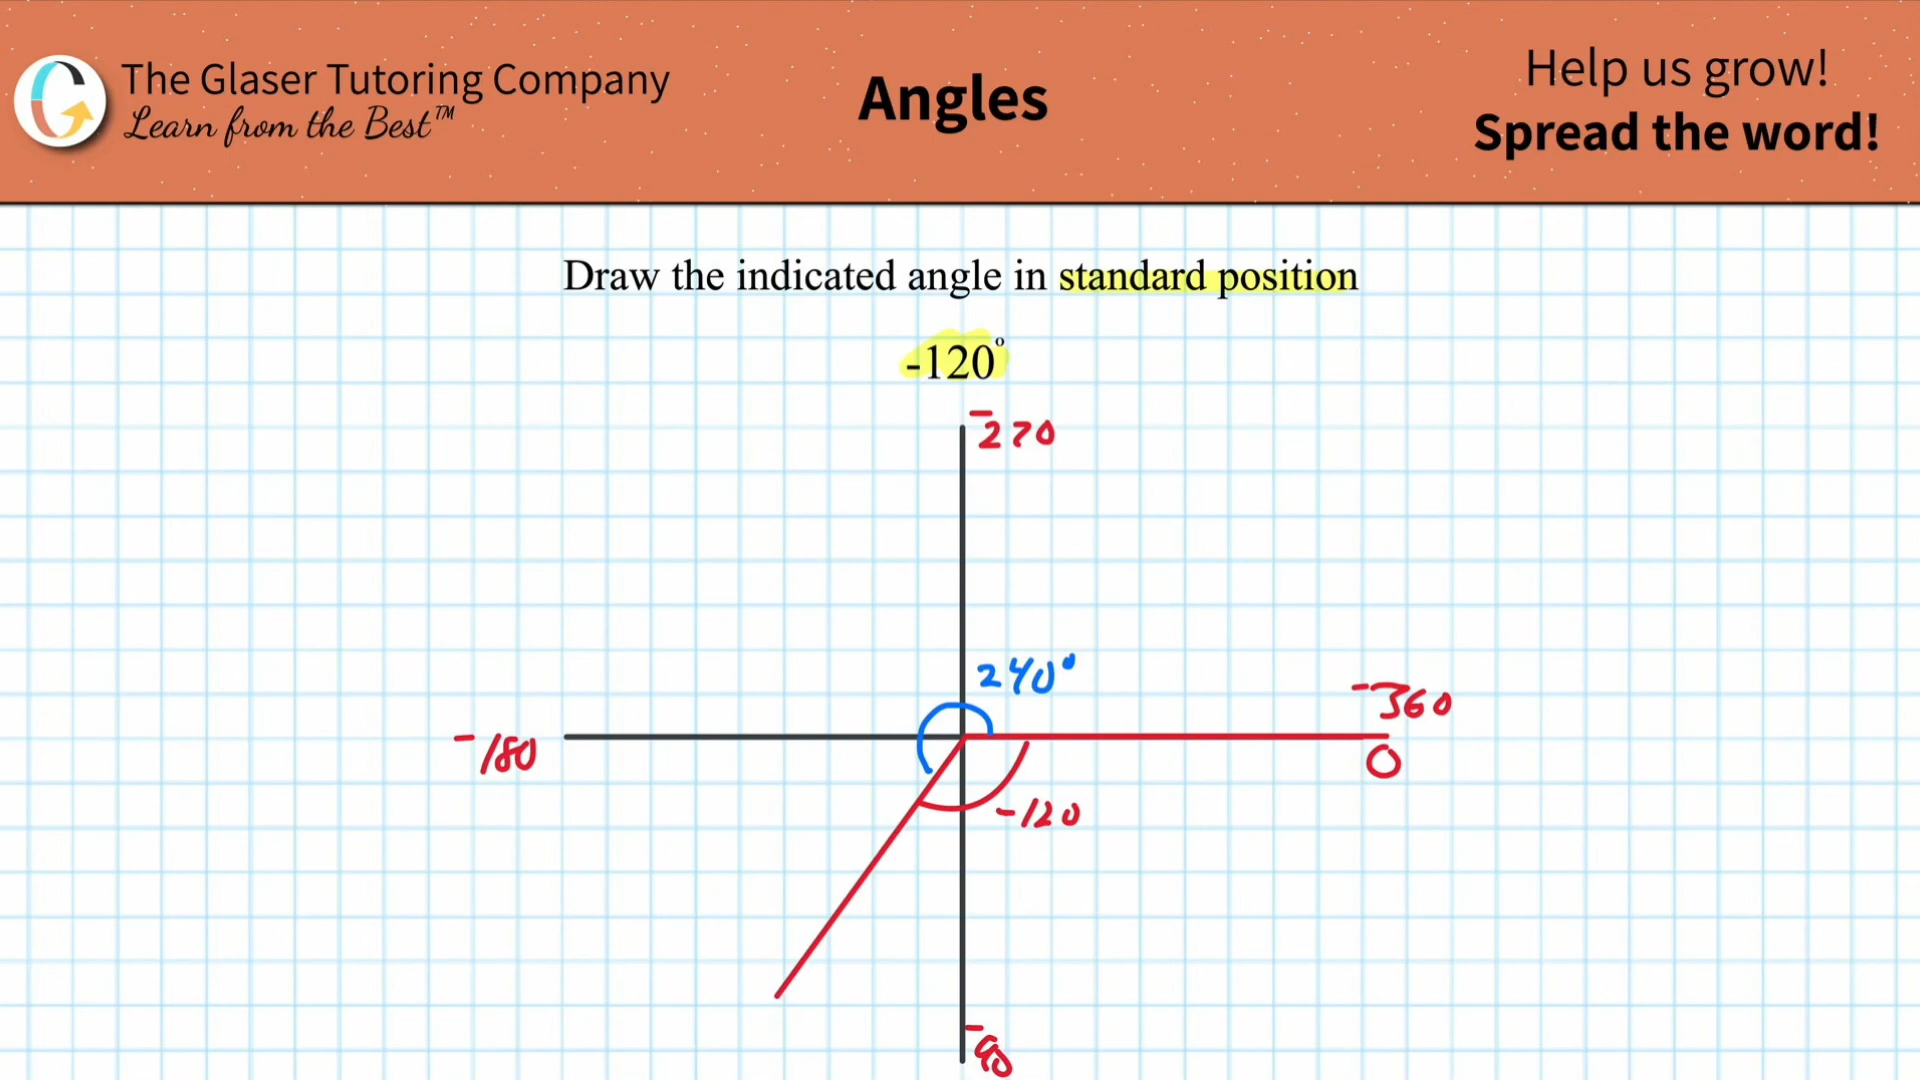 The Glaser Tutoring Company
Learn from the Best™
Angles
Help us grow!
Spread the word!
Draw the indicated angle in standard position
-120°
-270
240°
-360
-180
0
-120
-90